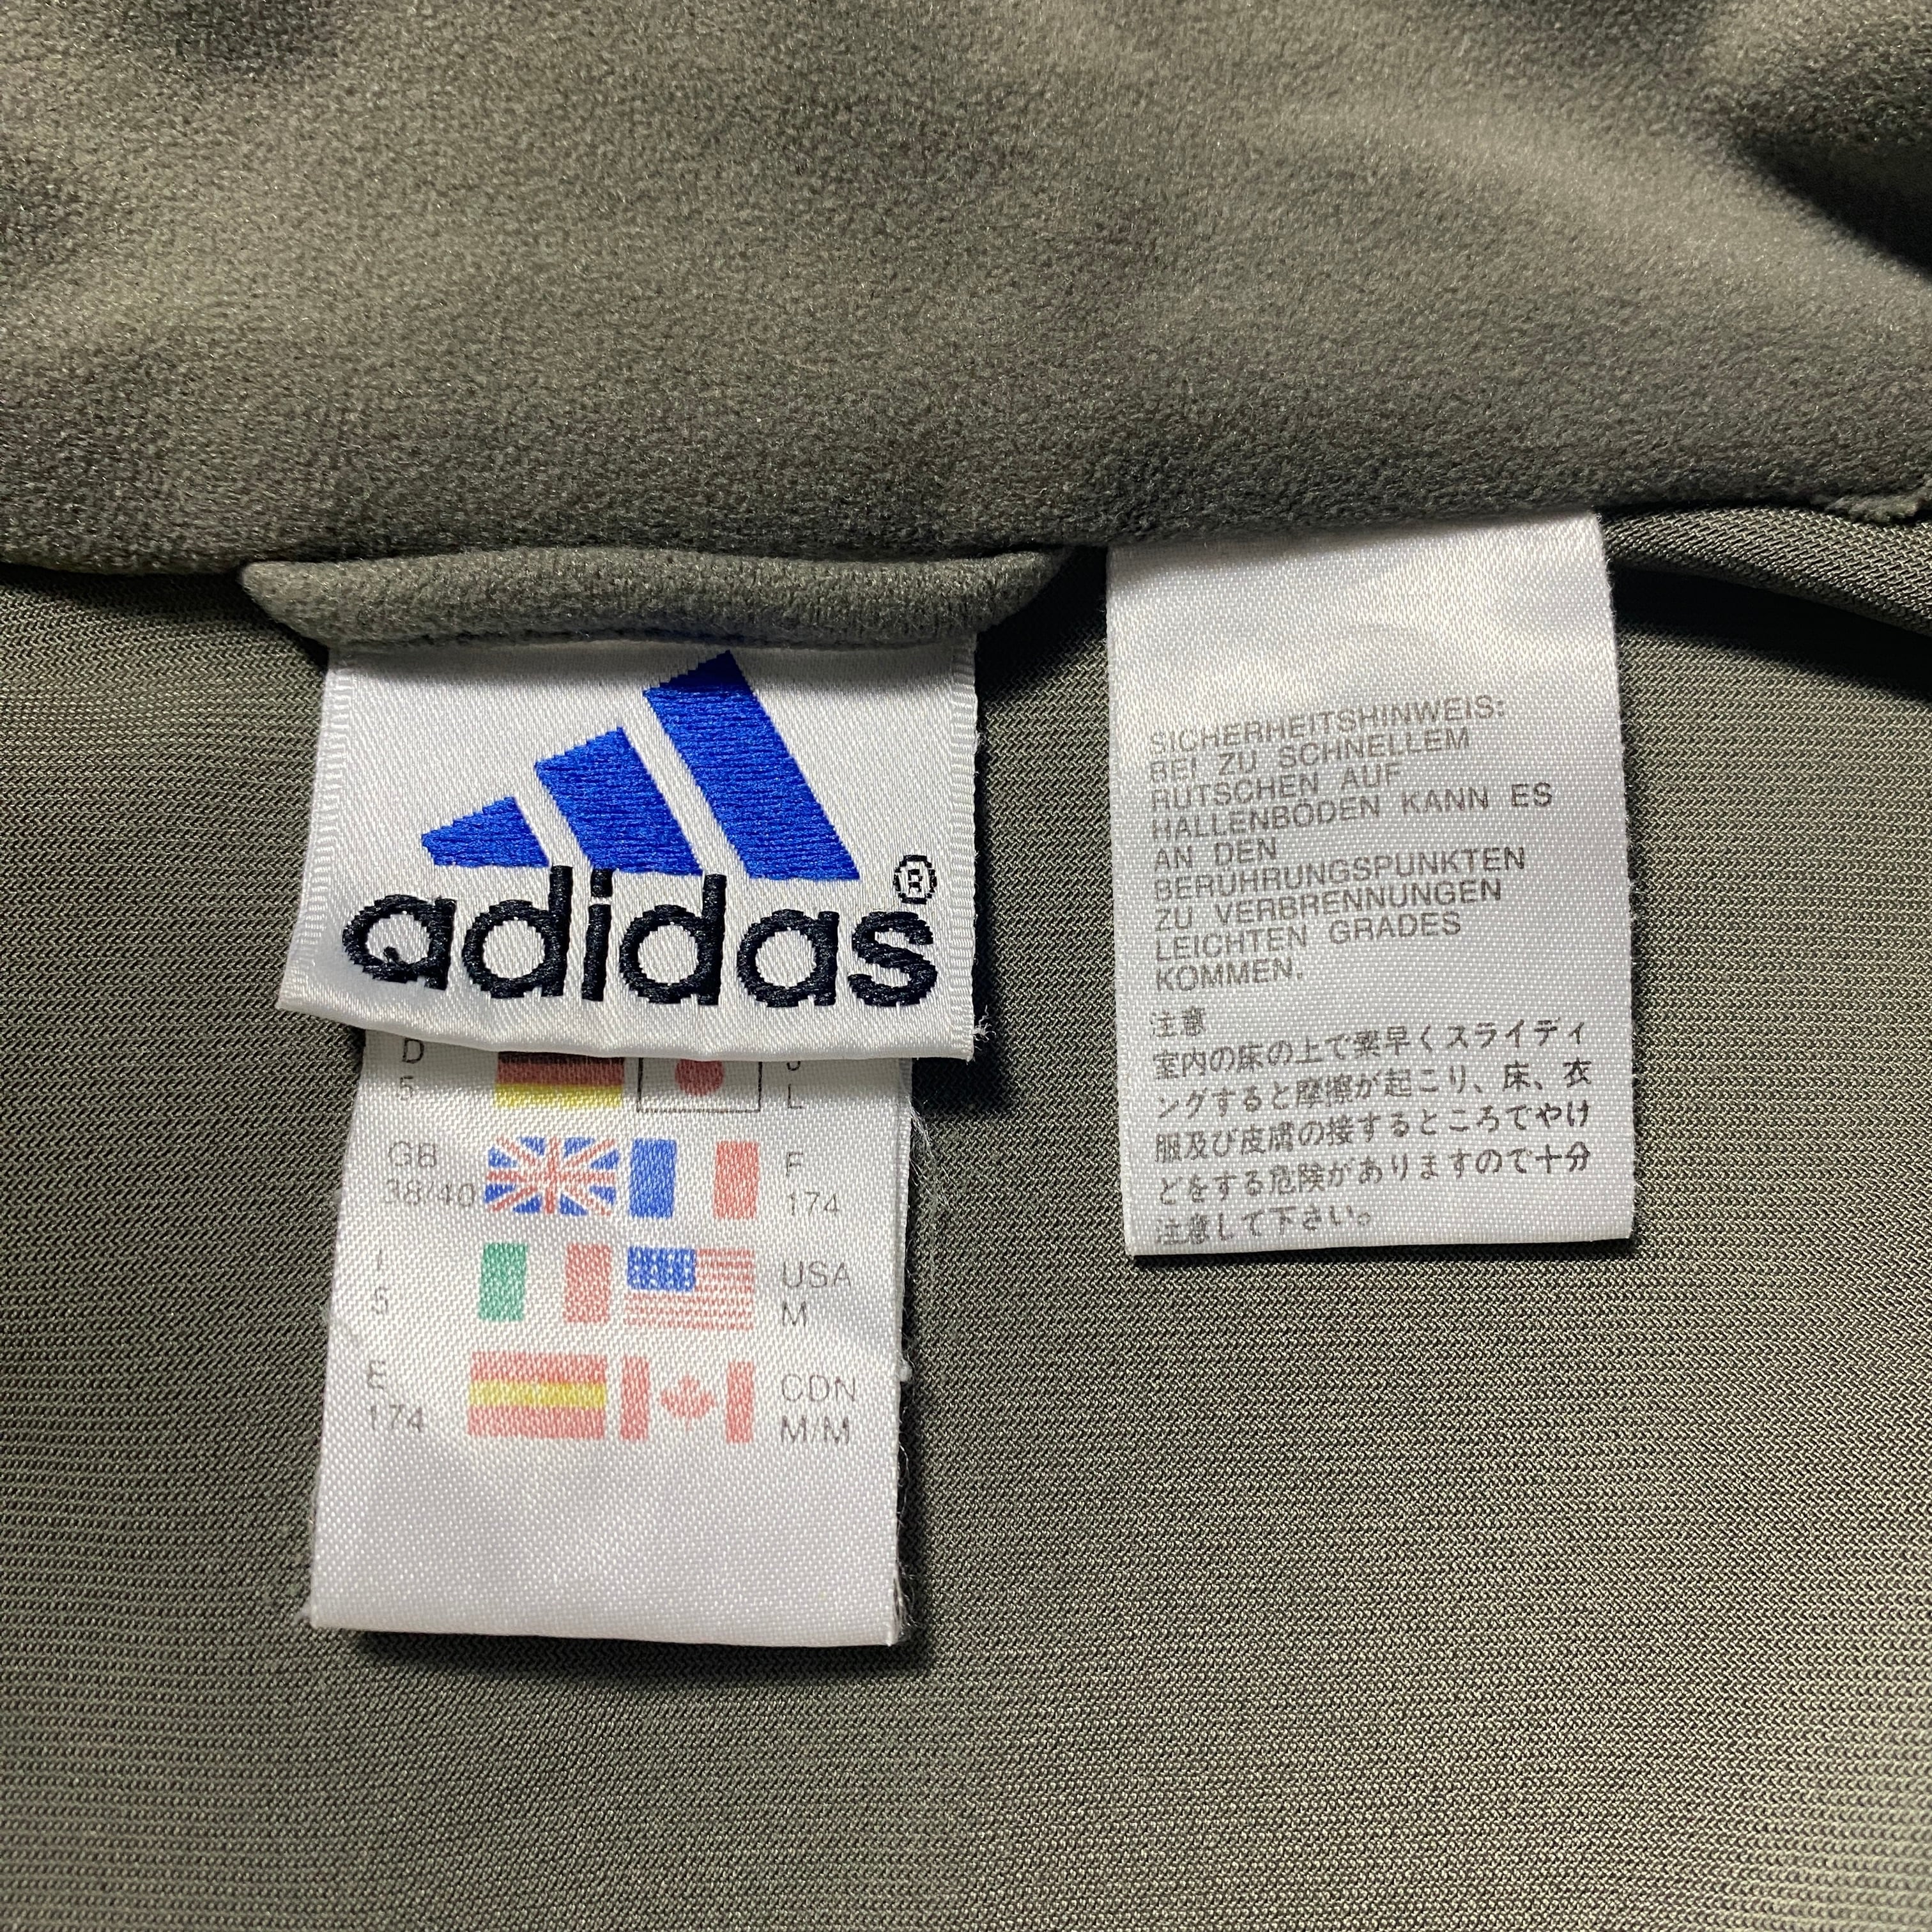 adidas®
D
5
J
L
GB
38/40
F
174
I
5
USA
M
E
174
CDN
M/M
SICHERHEITSHINWEIS:
BEI ZU SCHNELLEM
RUTSCHEN AUF
HALLENBÖDEN KANN ES
AN DEN
BERÜHRUNGSPUNKTEN
ZU VERBRENNUNGEN
LEICHTEN GRADES
KOMMEN.
注意
室内の床の上で素早くスライディ
ングすると摩擦が起こり、床、衣
服及び皮膚の接するところでやけ
どをする危険がありますので十分
注意して下さい。